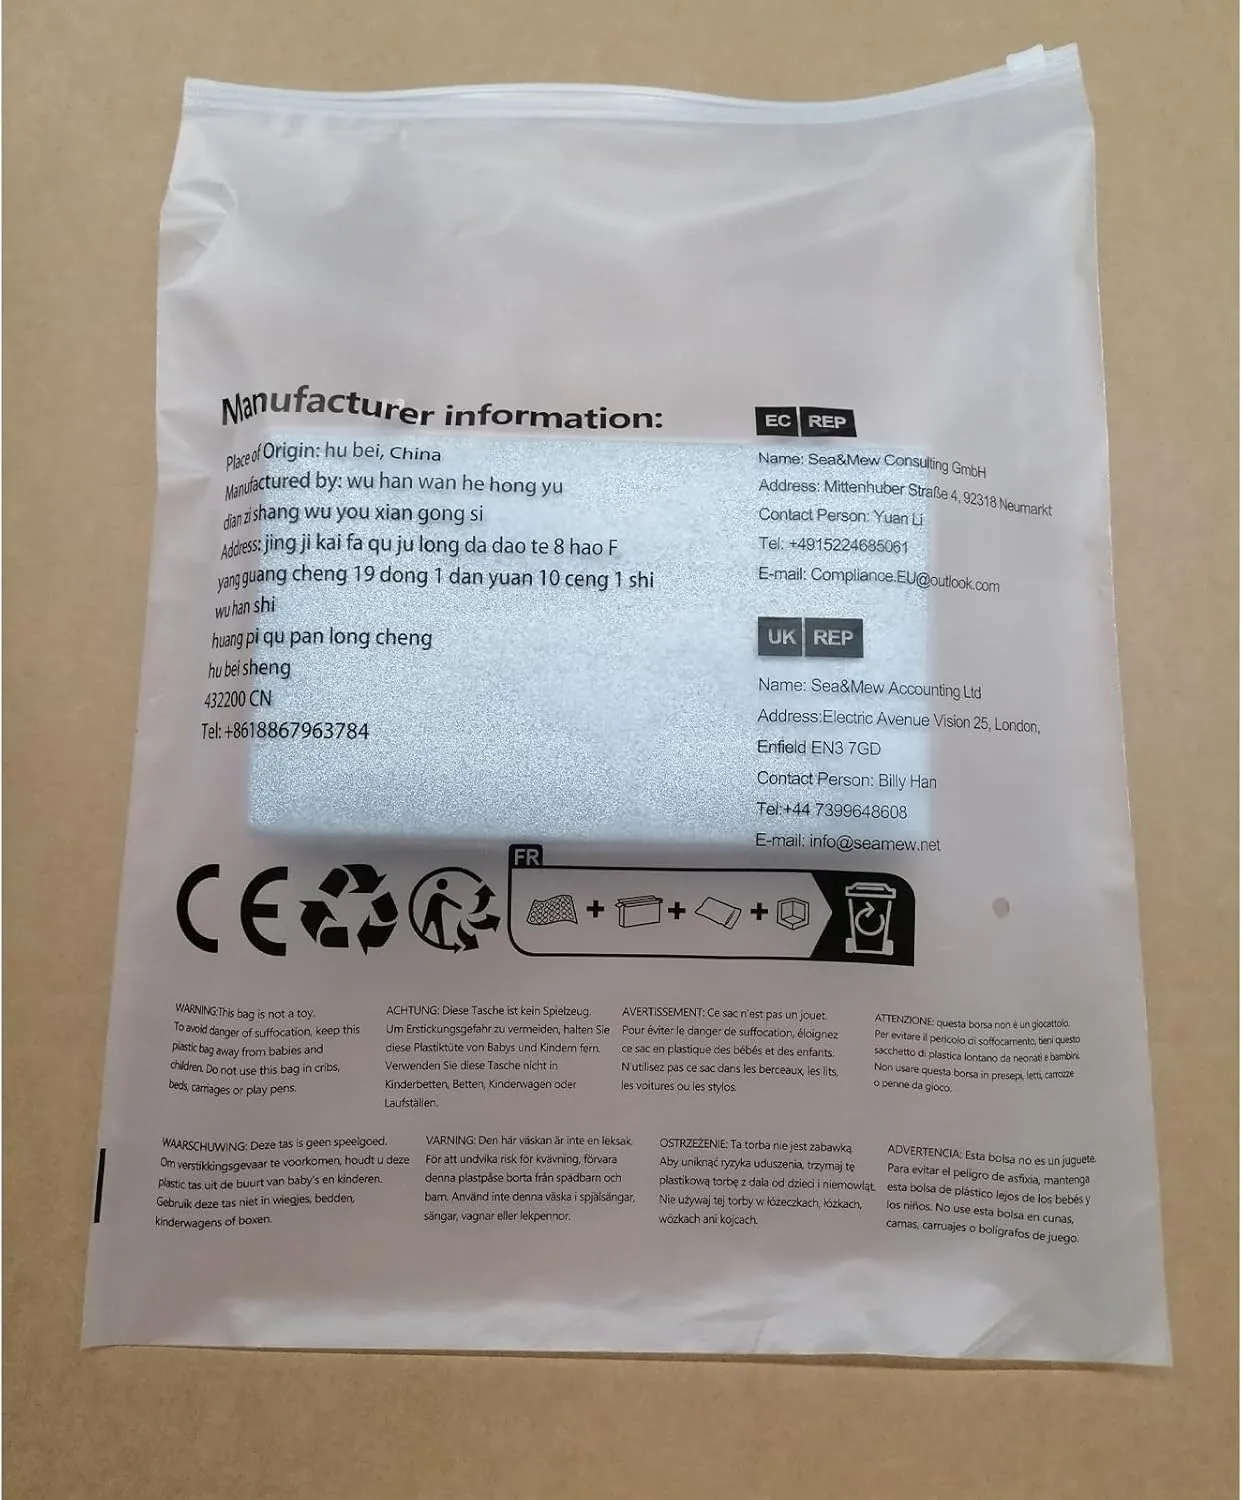 Manufacturer information:
Place of Origin: hu bei, China
Manufactured by: wu han wan he hong yu
dian zi shang wu you xian gong si
Address: jing ji kai fa qu ju long da dao te 8 hao F
yang guang cheng 19 dong 1 dan yuan 10 ceng 1 shi
wu han shi
huang pi qu pan long cheng
hu bei sheng
432200 CN
Tel: +8618867963784
EC REP
Name: Sea&Mew Consulting GmbH
Address: Mittenhuber Straße 4, 92318 Neumarkt
Contact Person: Yuan Li
Tel: +4915224685061
E-mail: Compliance.EU@outlook.com
UK REP
Name: Sea&Mew Accounting Ltd
Address:Electric Avenue Vision 25, London,
Enfield EN3 7GD
Contact Person: Billy Han
Tel:+44 7399648608
E-mail: info@seamew.net
CE
FR
+ + +
WARNING:This bag is not a toy.
To avoid danger of suffocation, keep this
plastic bag away from babies and
children. Do not use this bag in cribs,
beds, carriages or play pens.
ACHTUNG: Diese Tasche ist kein Spielzeug.
Um Erstickungsgefahr zu vermeiden, halten Sie
diese Plastiktüte von Babys und Kindern fern.
Verwenden Sie diese Tasche nicht in
Kinderbetten, Betten, Kinderwagen oder
Laufställen.
AVERTISSEMENT: Ce sac n'est pas un jouet.
Pour éviter le danger de suffocation, éloignez
ce sac en plastique des bébés et des enfants.
N'utilisez pas ce sac dans les berceaux, les lits,
les voitures ou les stylos.
ATTENZIONE: questa borsa non è un giocattolo.
Per evitare il pericolo di soffocamento, tieni questo
sacchetto di plastica lontano da neonati e bambini.
Non usare questa borsa in presepi, letti, carrozze
o penne da gioco.
WAARSCHUWING: Deze tas is geen speelgoed.
Om verstikkingsgevaar te voorkomen, houdt u deze
plastic tas uit de buurt van baby's en kinderen.
Gebruik deze tas niet in wiegjes, bedden,
kinderwagens of boxen.
VARNING: Den här väskan är inte en leksak.
För att undvika risk för kvävning, förvara
denna plastpåse borta från spädbarn och
barn. Använd inte denna väska i spjälsängar,
sängar, vagnar eller lekpennor.
OSTRZEŻENIE: Ta torba nie jest zabawką.
Aby uniknąć ryzyka uduszenia, trzymaj tę
plastikową torbę z dala od dzieci i niemowląt.
Nie używaj tej torby w łóżeczkach, łóżkach,
wózkach ani kojcach.
ADVERTENCIA: Esta bolsa no es un juguete.
Para evitar el peligro de asfixia, mantenga
esta bolsa de plástico lejos de los bebés y
los niños. No use esta bolsa en cunas,
camas, carruajes o bolígrafos de juego.